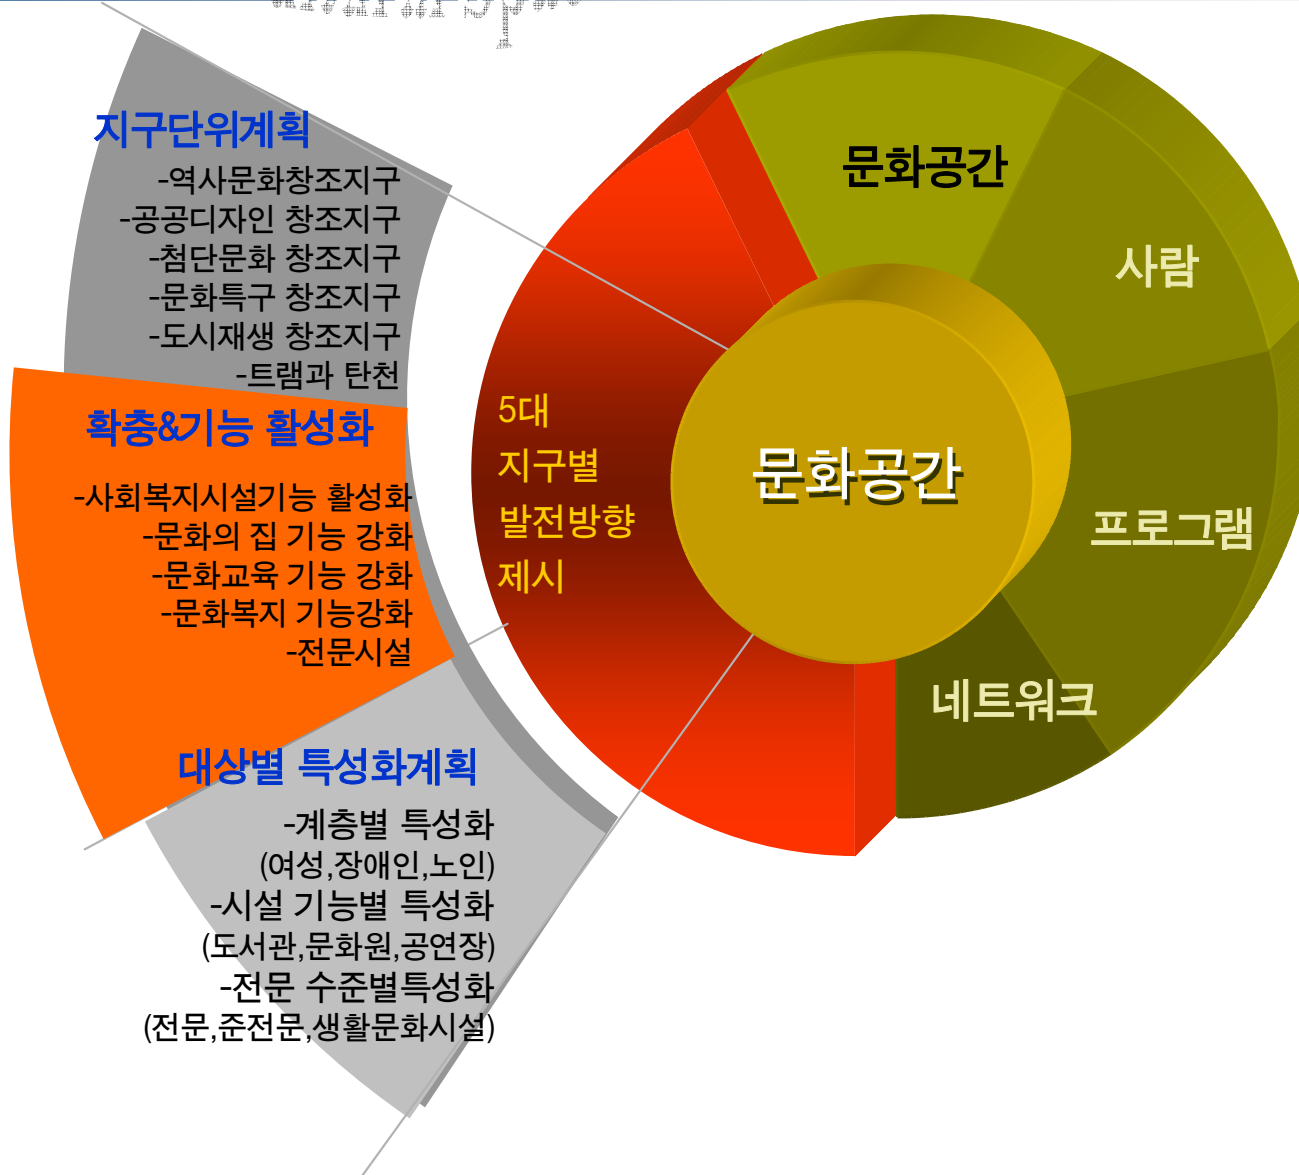 지구단위계획
-역사문화창조지구
-공공디자인 창조지구
-첨단문화 창조지구
-문화특구 창조지구
-도시재생 창조지구
-트램과 탄천
확충&기능 활성화
-사회복지시설기능 활성화
-문화의 집 기능 강화
-문화교육 기능 강화
-문화복지 기능강화
-전문시설
대상별 특성화계획
-계층별 특성화
(여성,장애인,노인)
-시설 기능별 특성화
(도서관,문화원,공연장)
-전문 수준별특성화
(전문,준전문,생활문화시설)
5대
지구별
발전방향
제시
문화공간
문화공간
사람
프로그램
네트워크